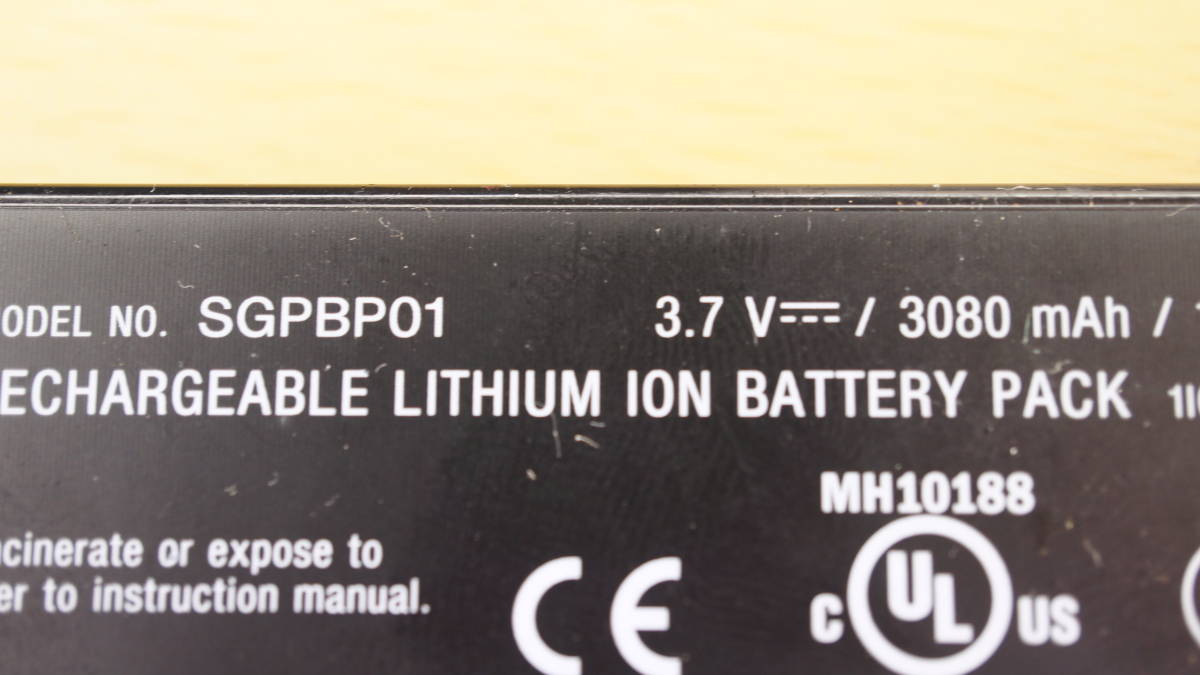 ODEL NO. SGPBP01 3.7 V⎓ / 3080 mAh /
ECHARGEABLE LITHIUM ION BATTERY PACK
MH10188
cinerate or expose to
er to instruction manual.
CE
C UL US